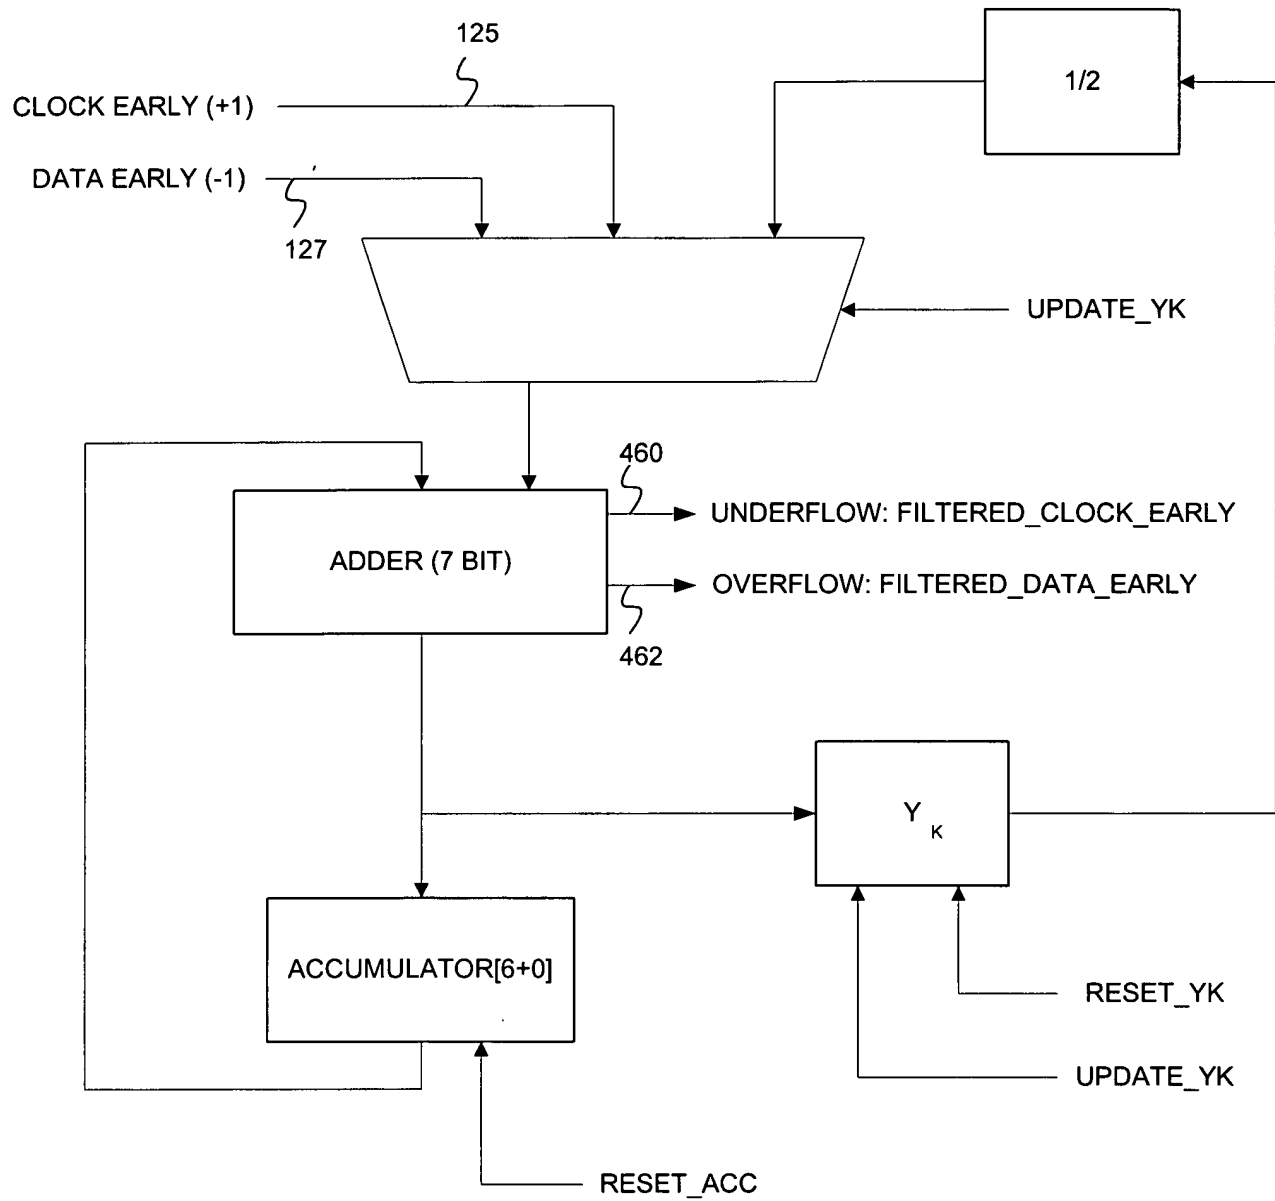 125
CLOCK EARLY (+1)
1/2
DATA EARLY (-1)
127
UPDATE_YK
460
UNDERFLOW: FILTERED_CLOCK_EARLY
ADDER (7 BIT)
OVERFLOW: FILTERED_DATA_EARLY
462
Y K
ACCUMULATOR[6+0]
RESET_YK
UPDATE_YK
RESET_ACC